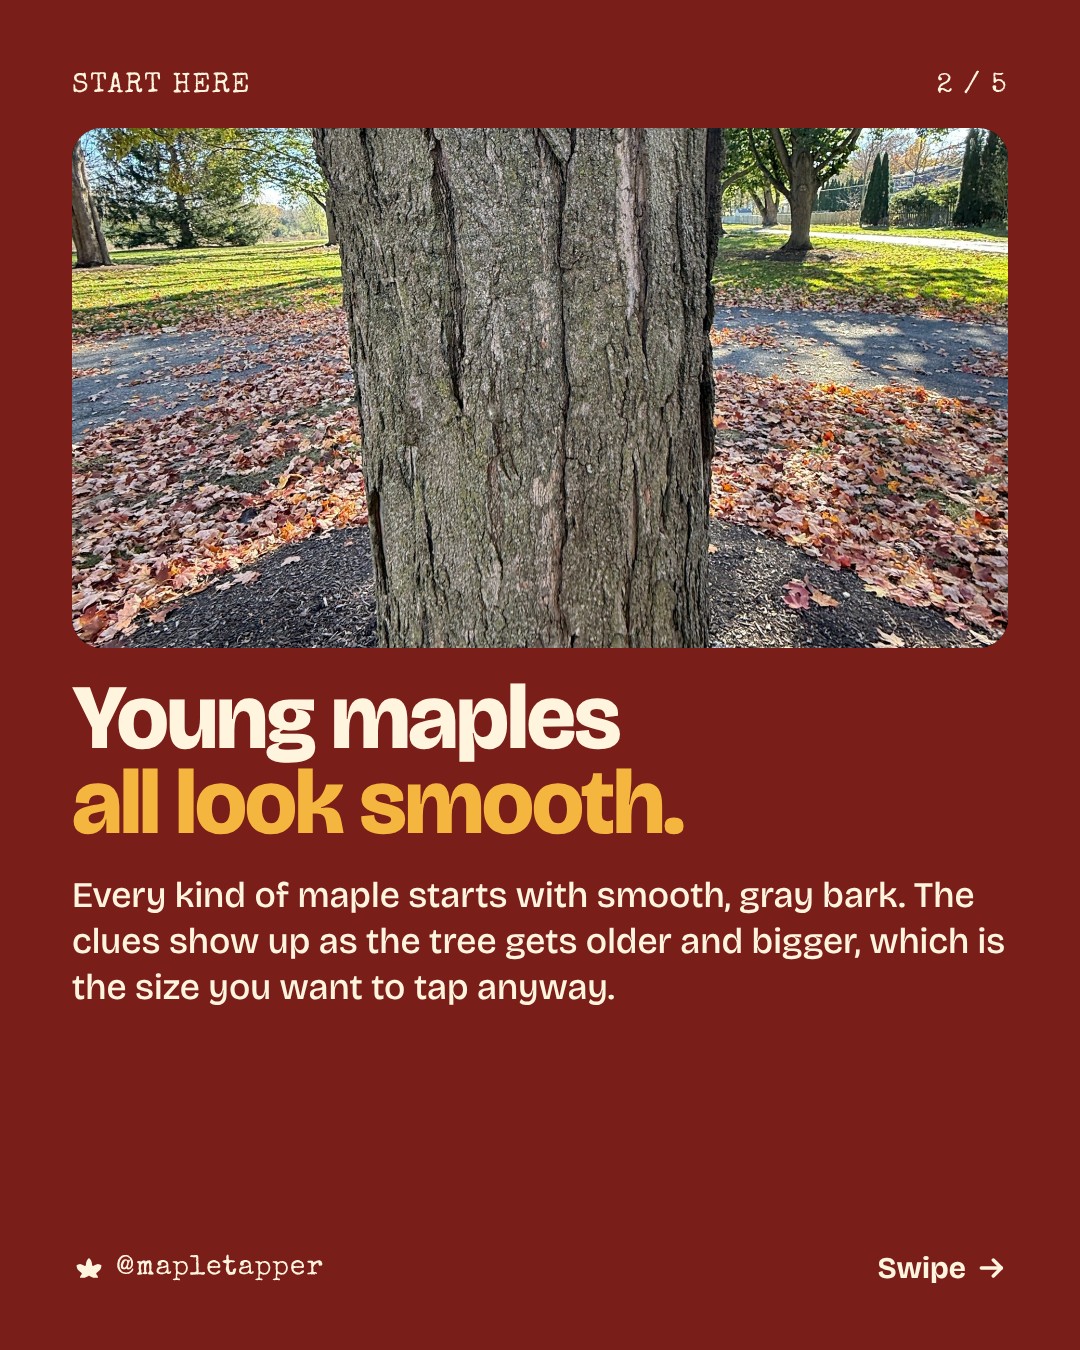 START HERE
2 / 5
Young maples
all look smooth.
Every kind of maple starts with smooth, gray bark. The
clues show up as the tree gets older and bigger, which is
the size you want to tap anyway.
@mapletapper
Swipe →